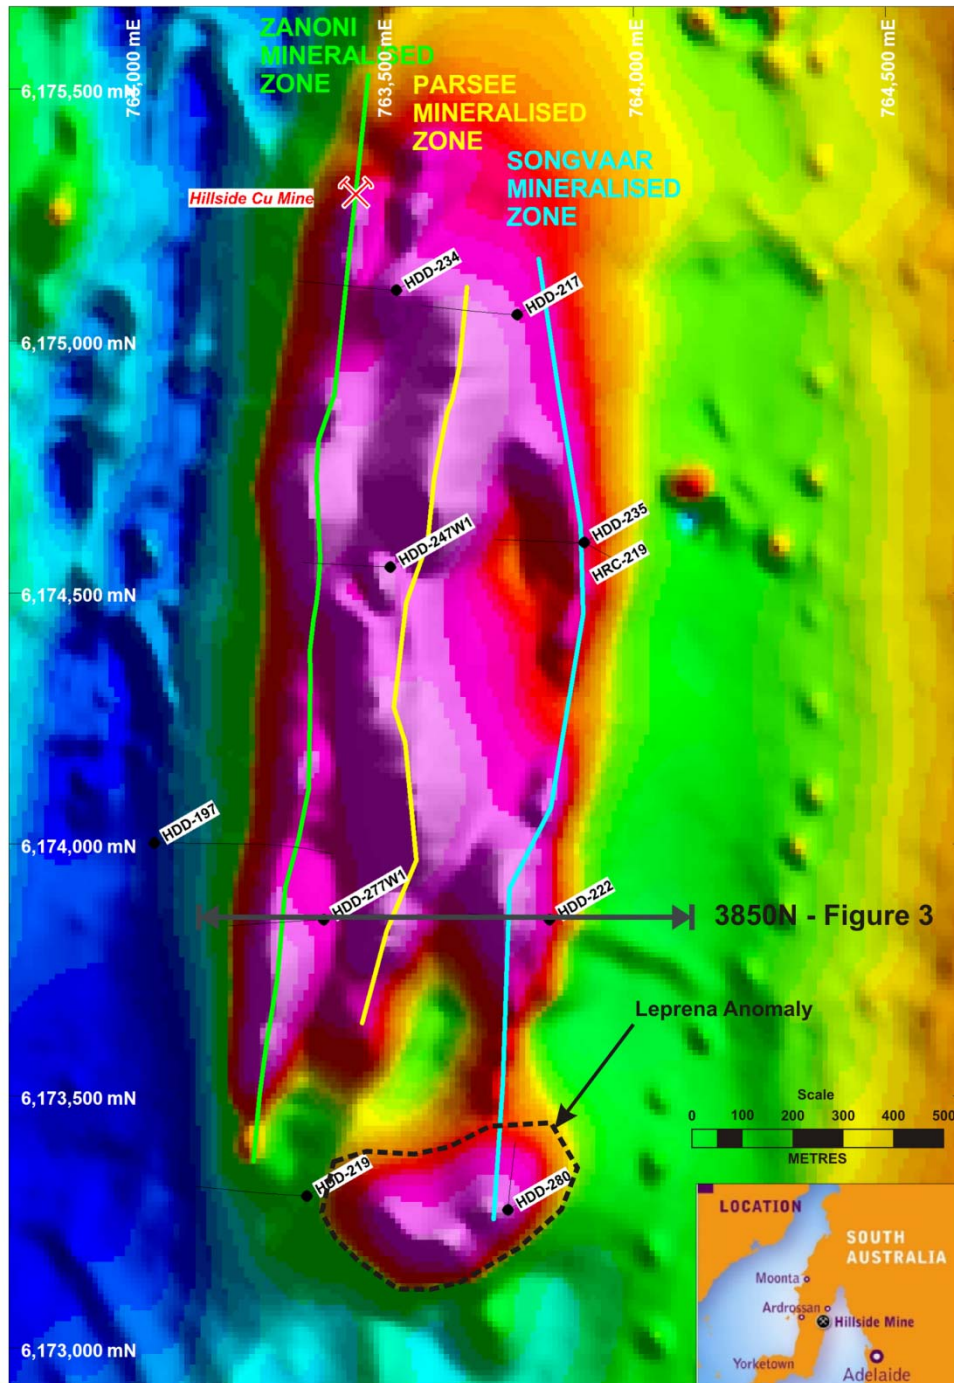 ZANONI
MINERALISED
ZONE
763,000 mE
763,500 mE
764,000 mE
764,500 mE
6,175,500 mN
PARSEE
MINERALISED
ZONE
SONGVAAR
MINERALISED
ZONE
Hillside Cu Mine
HDD-234
HDD-217
6,175,000 mN
HDD-235
HDD-247W1
HRC-219
6,174,500 mN
HDD-197
6,174,000 mN
HDD-277W1
HDD-222
3850N - Figure 3
Leprena Anomaly
6,173,500 mN
Scale
0 100 200 300 400 500
METRES
HDD-219
HDD-280
LOCATION
SOUTH
AUSTRALIA
Moonta
Ardrossan
Hillside Mine
Yorketown
Adelaide
6,173,000 mN